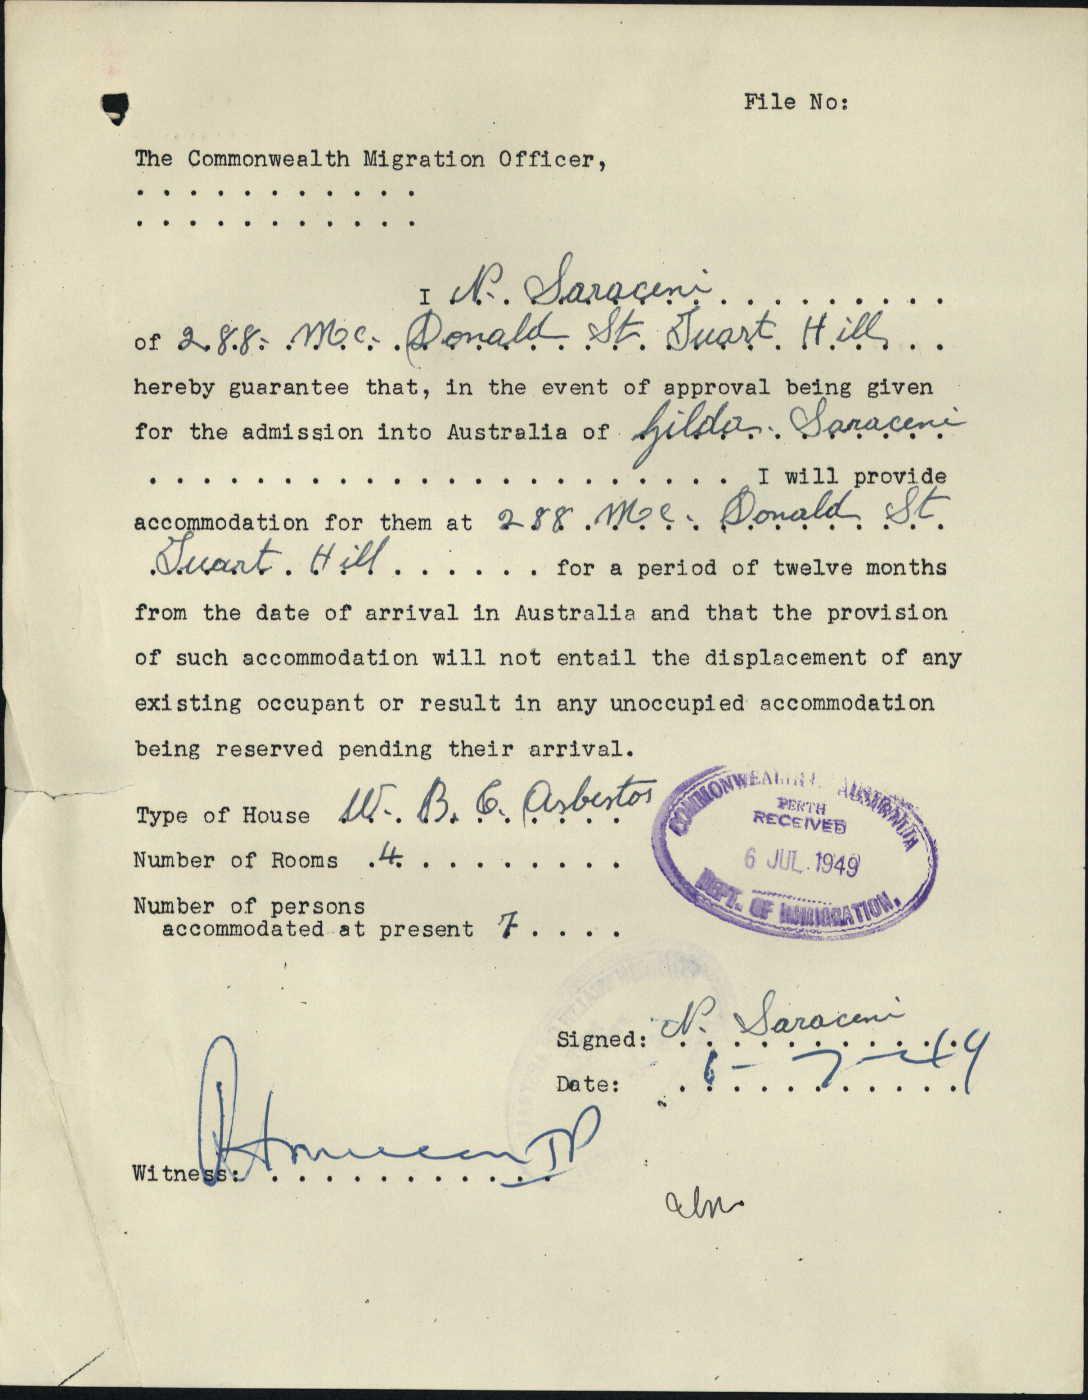 File No:
The Commonwealth Migration Officer,
. . . . . . . . . . .
. . . . . . . . . . .
I N. Saraceni . . . . . . . . .
of 288. Mc. Donald St. Tuart Hill . .
hereby guarantee that, in the event of approval being given
for the admission into Australia of Gilda Saraceni
. . . . . . . . . . . . . . . . . . . . . . I will provide
accommodation for them at 288 Mc. Donald St.
Tuart Hill . . . . . . for a period of twelve months
from the date of arrival in Australia and that the provision
of such accommodation will not entail the displacement of any
existing occupant or result in any unoccupied accommodation
being reserved pending their arrival.
Type of House W. B. & Asbestos
Number of Rooms 4. . . . . . . . .
Number of persons
accommodated at present 7 . . . .
COMMONWEALTH OF AUSTRALIA
PERTH
RECEIVED
6 JUL 1949
DEPT. OF IMMIGRATION.
Signed: N. Saraceni
Date: 6-7-49
Witness: JP